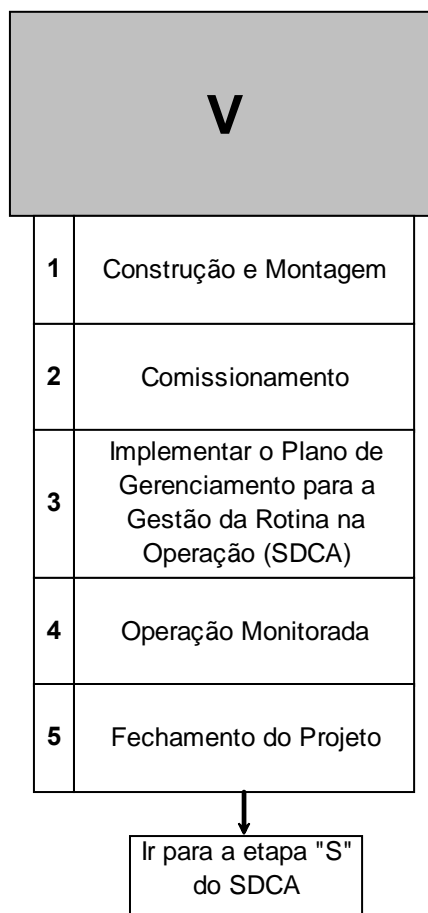 V
1
Construção e Montagem
2
Comissionamento
3
Implementar o Plano de
Gerenciamento para a
Gestão da Rotina na
Operação (SDCA)
4
Operação Monitorada
5
Fechamento do Projeto
Ir para a etapa "S"
do SDCA